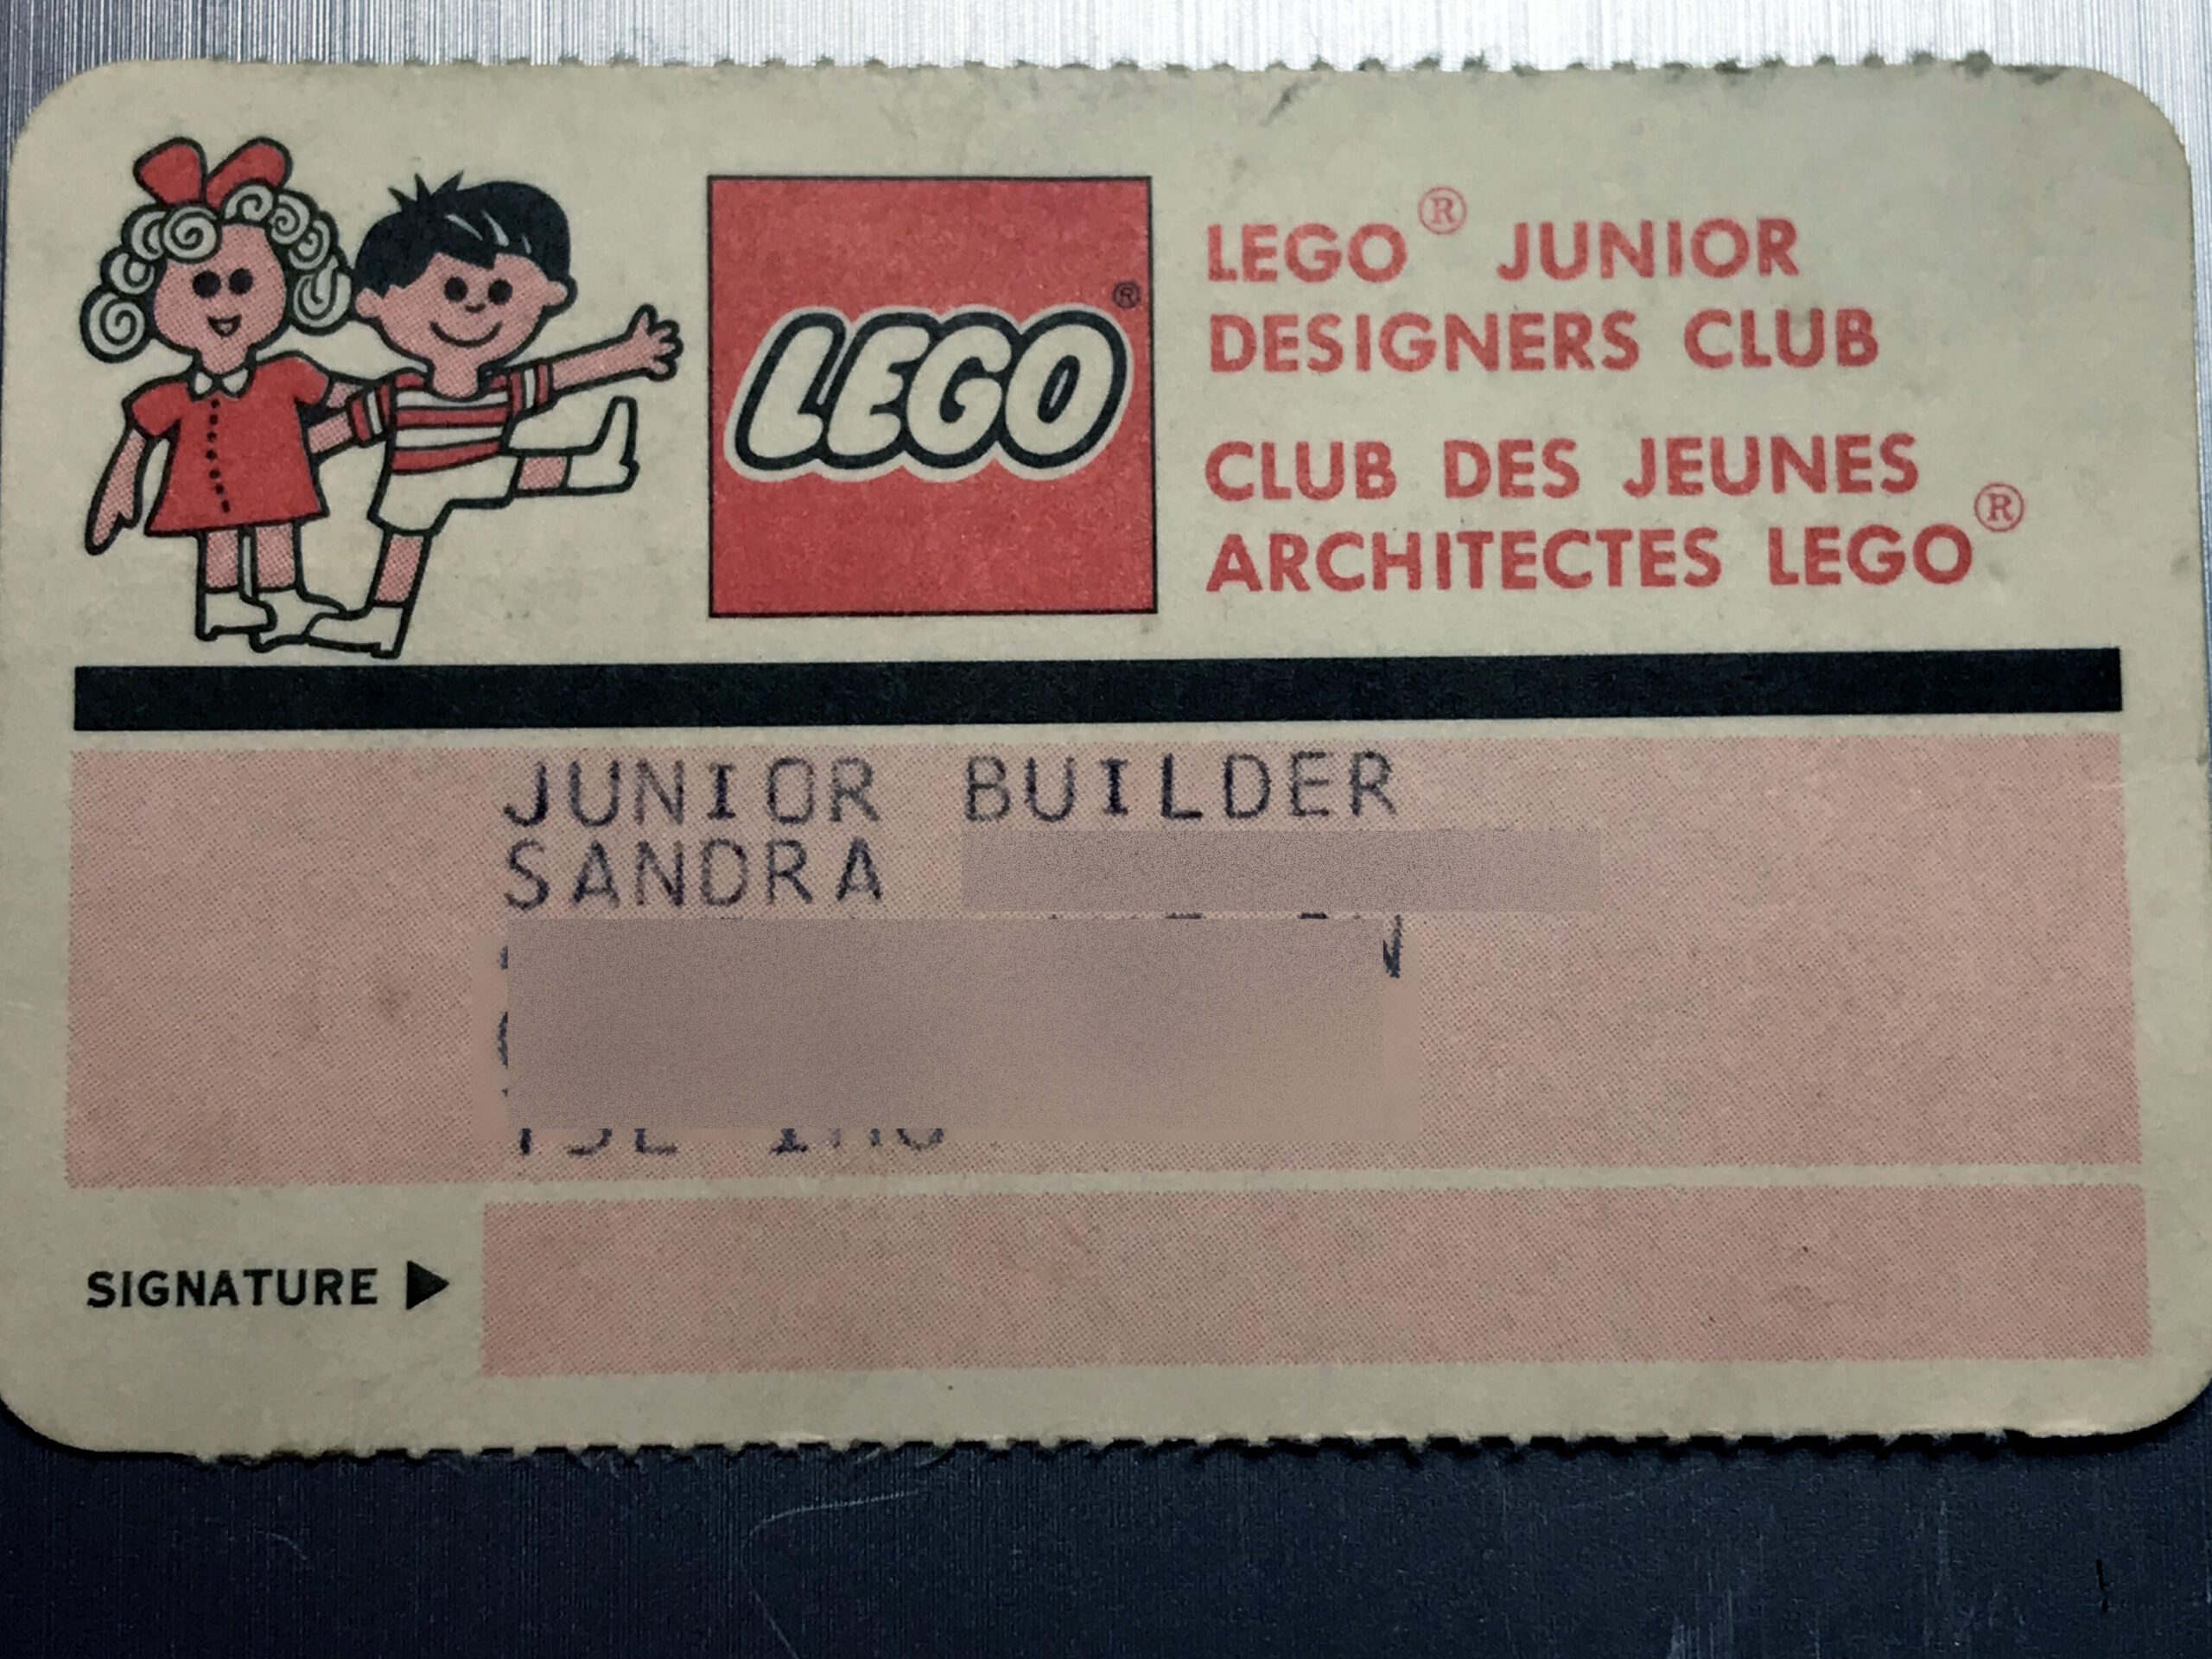 LEGO®
LEGO® JUNIOR
DESIGNERS CLUB
CLUB DES JEUNES
ARCHITECTES LEGO®
JUNIOR BUILDER
SANDRA
SIGNATURE